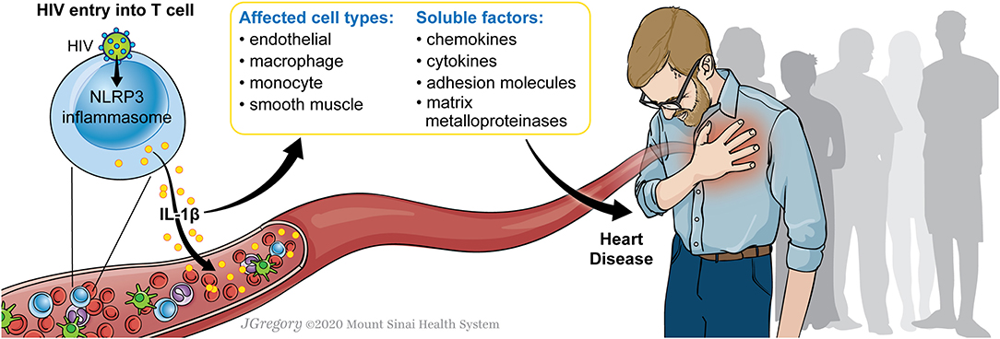 HIV entry into T cell
HIV
NLRP3
inflammasome
IL-1β
Affected cell types:
• endothelial
• macrophage
• monocyte
• smooth muscle
Soluble factors:
• chemokines
• cytokines
• adhesion molecules
• matrix
metalloproteinases
Heart
Disease
JGregory ©2020 Mount Sinai Health System